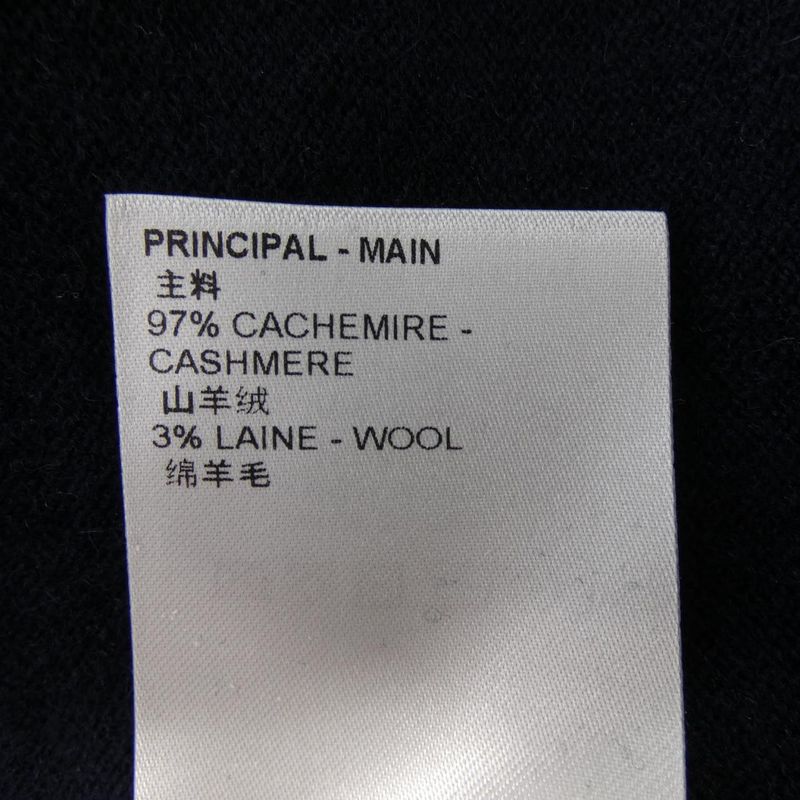 PRINCIPAL - MAIN
主料
97% CACHEMIRE -
CASHMERE
山羊绒
3% LAINE - WOOL
绵羊毛